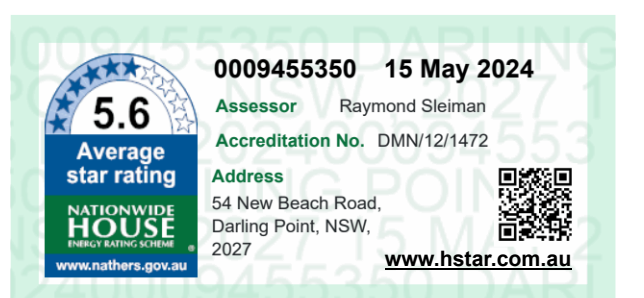 0009455350 15 May 2024
5.6
Average
star rating
NATIONWIDE
HOUSE
ENERGY RATING SCHEME
®
www.nathers.gov.au
Assessor Raymond Sleiman
Accreditation No. DMN/12/1472
Address
54 New Beach Road,
Darling Point, NSW,
2027
www.hstar.com.au